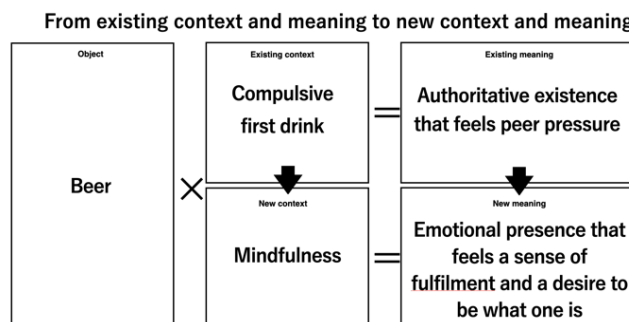 From existing context and meaning to new context and meaning
Object
Existing context
Existing meaning
Compulsive
first drink
Authoritative existence
that feels peer pressure
Beer
New context
New meaning
Mindfulness
Emotional presence that
feels a sense of
fulfilment and a desire to
be what one is